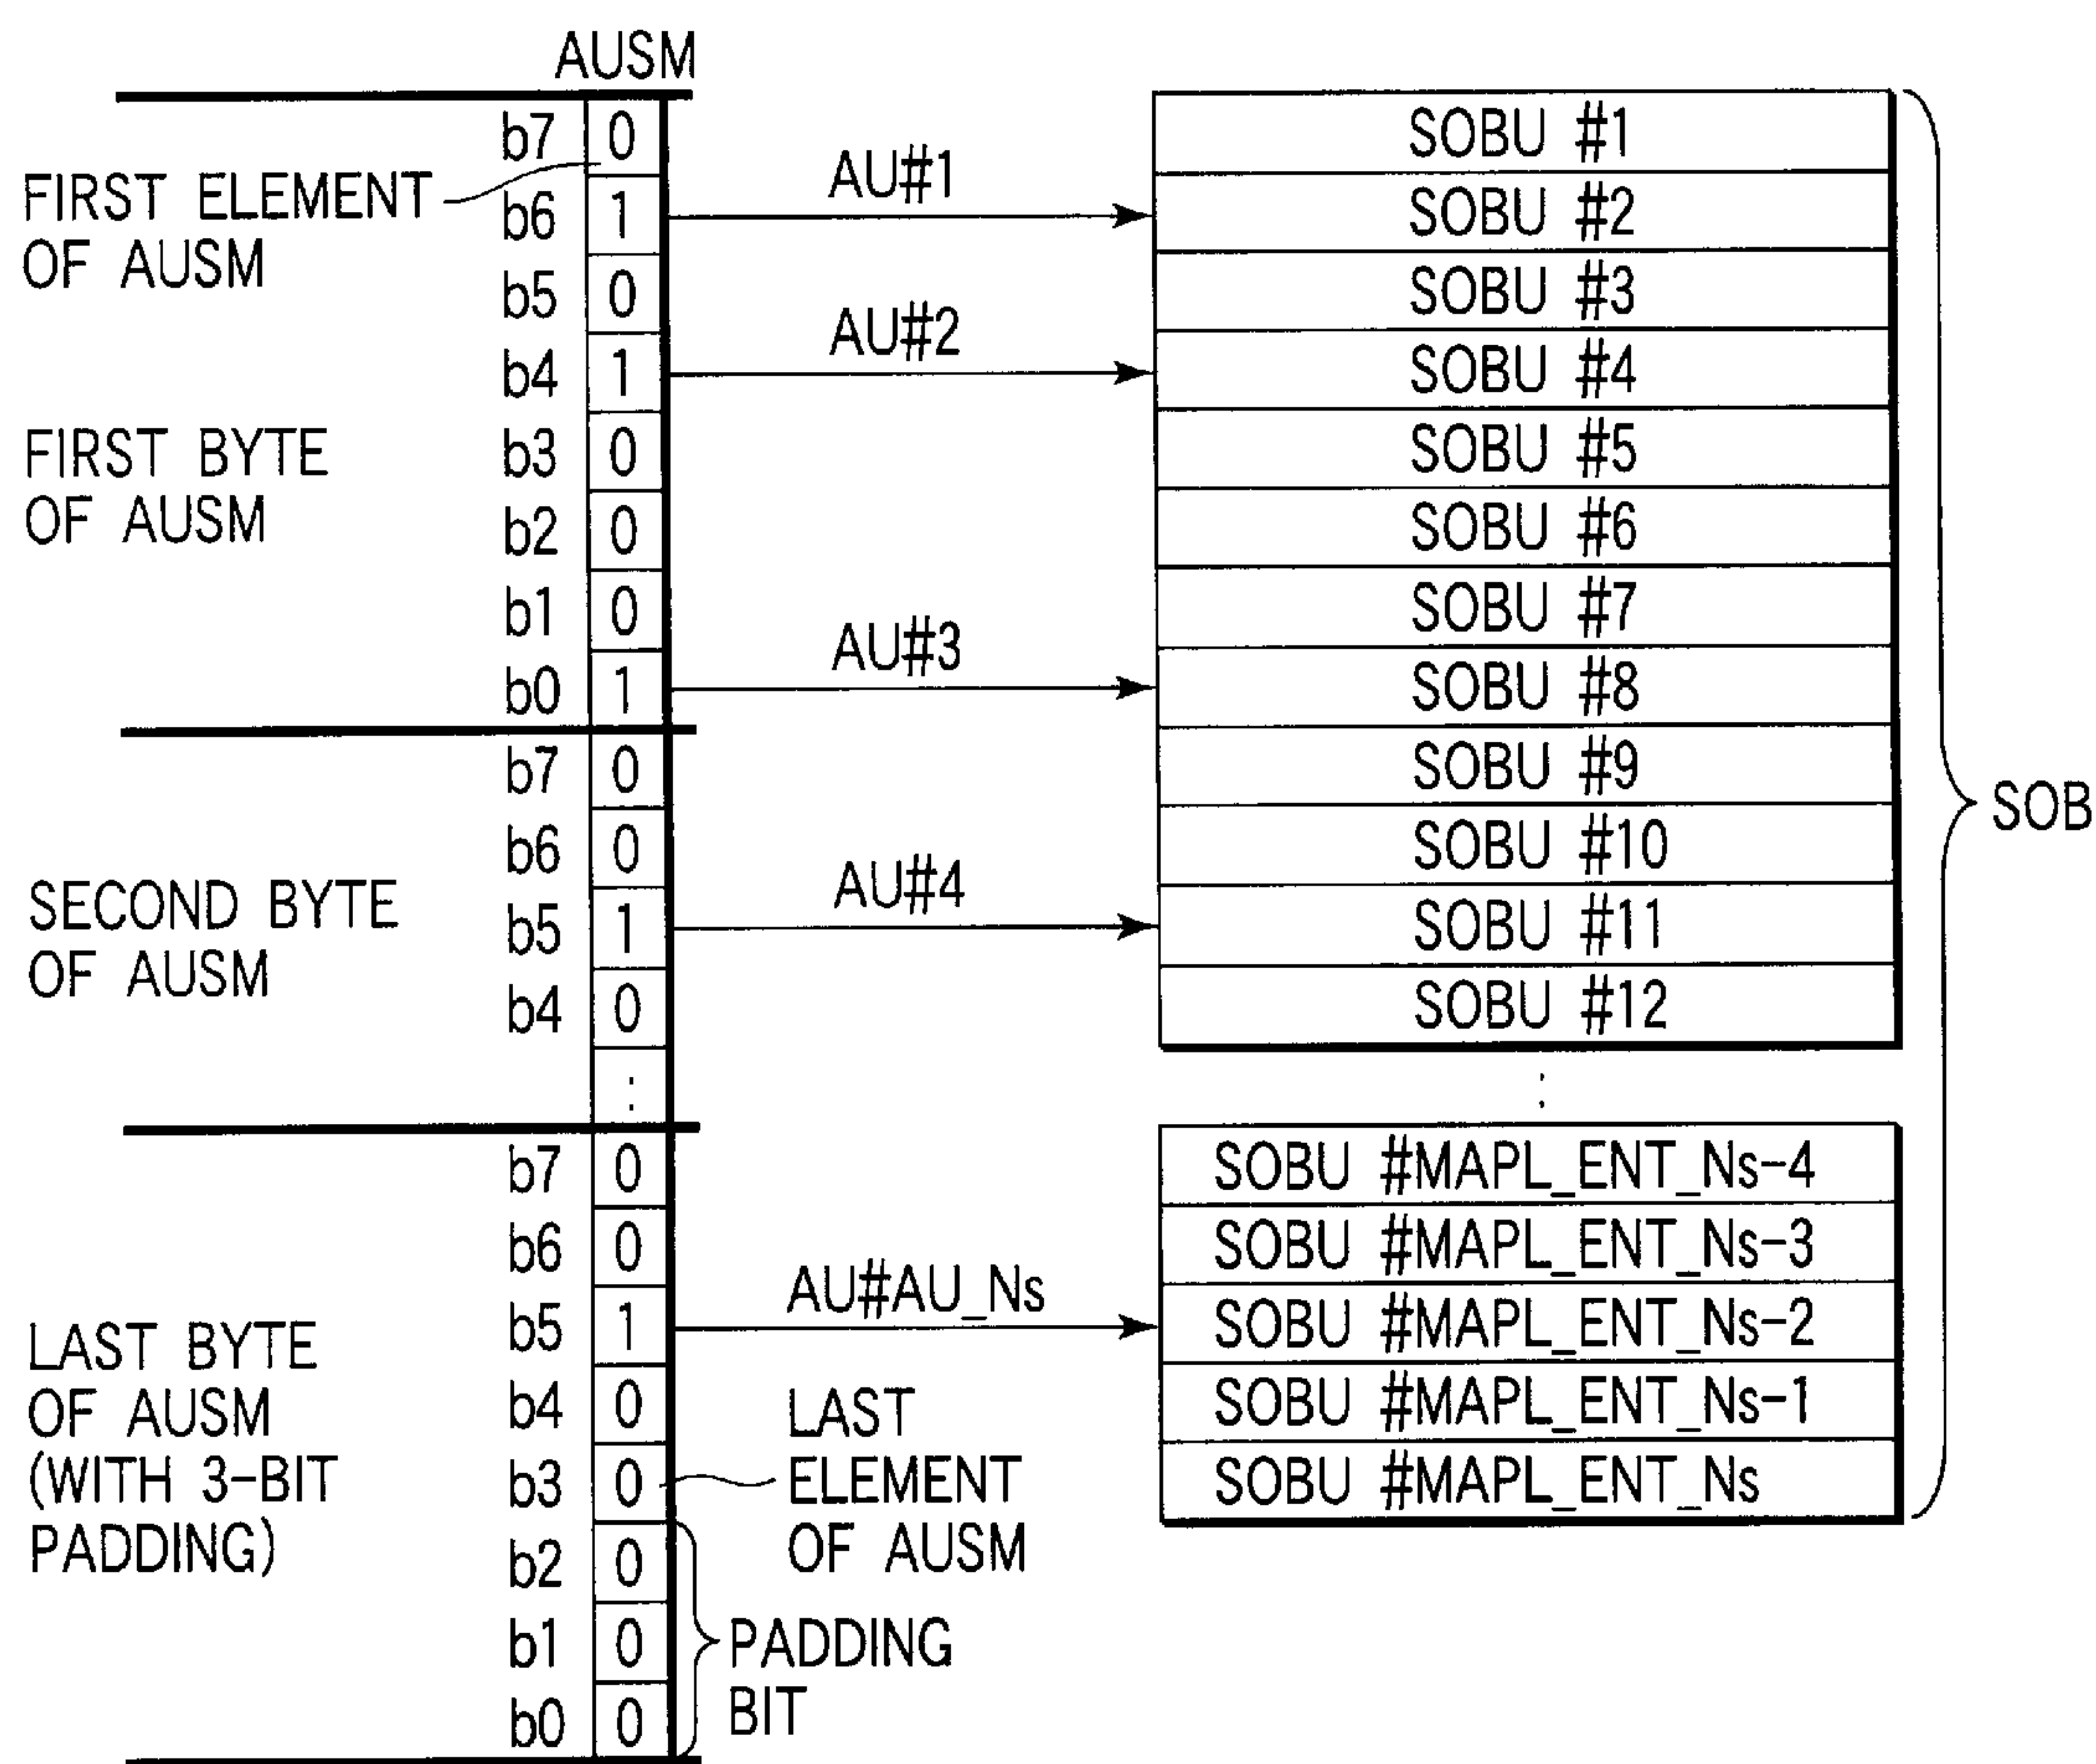 AUSM
b7 0 SOBU #1
FIRST ELEMENT
OF AUSM
b6 1 AU#1 SOBU #2
b5 0 SOBU #3
b4 1 AU#2 SOBU #4
FIRST BYTE
OF AUSM
b3 0 SOBU #5
b2 0 SOBU #6
b1 0 SOBU #7
b0 1 AU#3 SOBU #8
b7 0 SOBU #9
SOB
b6 0 SOBU #10
SECOND BYTE
OF AUSM
b5 1 AU#4 SOBU #11
b4 0 SOBU #12
: :
b7 0 SOBU #MAPL_ENT_Ns-4
b6 0 SOBU #MAPL_ENT_Ns-3
b5 1 AU#AU_Ns SOBU #MAPL_ENT_Ns-2
LAST BYTE
OF AUSM
(WITH 3-BIT
PADDING)
b4 0 SOBU #MAPL_ENT_Ns-1
b3 0 SOBU #MAPL_ENT_Ns
LAST
ELEMENT
OF AUSM
b2 0
b1 0
b0 0
PADDING
BIT